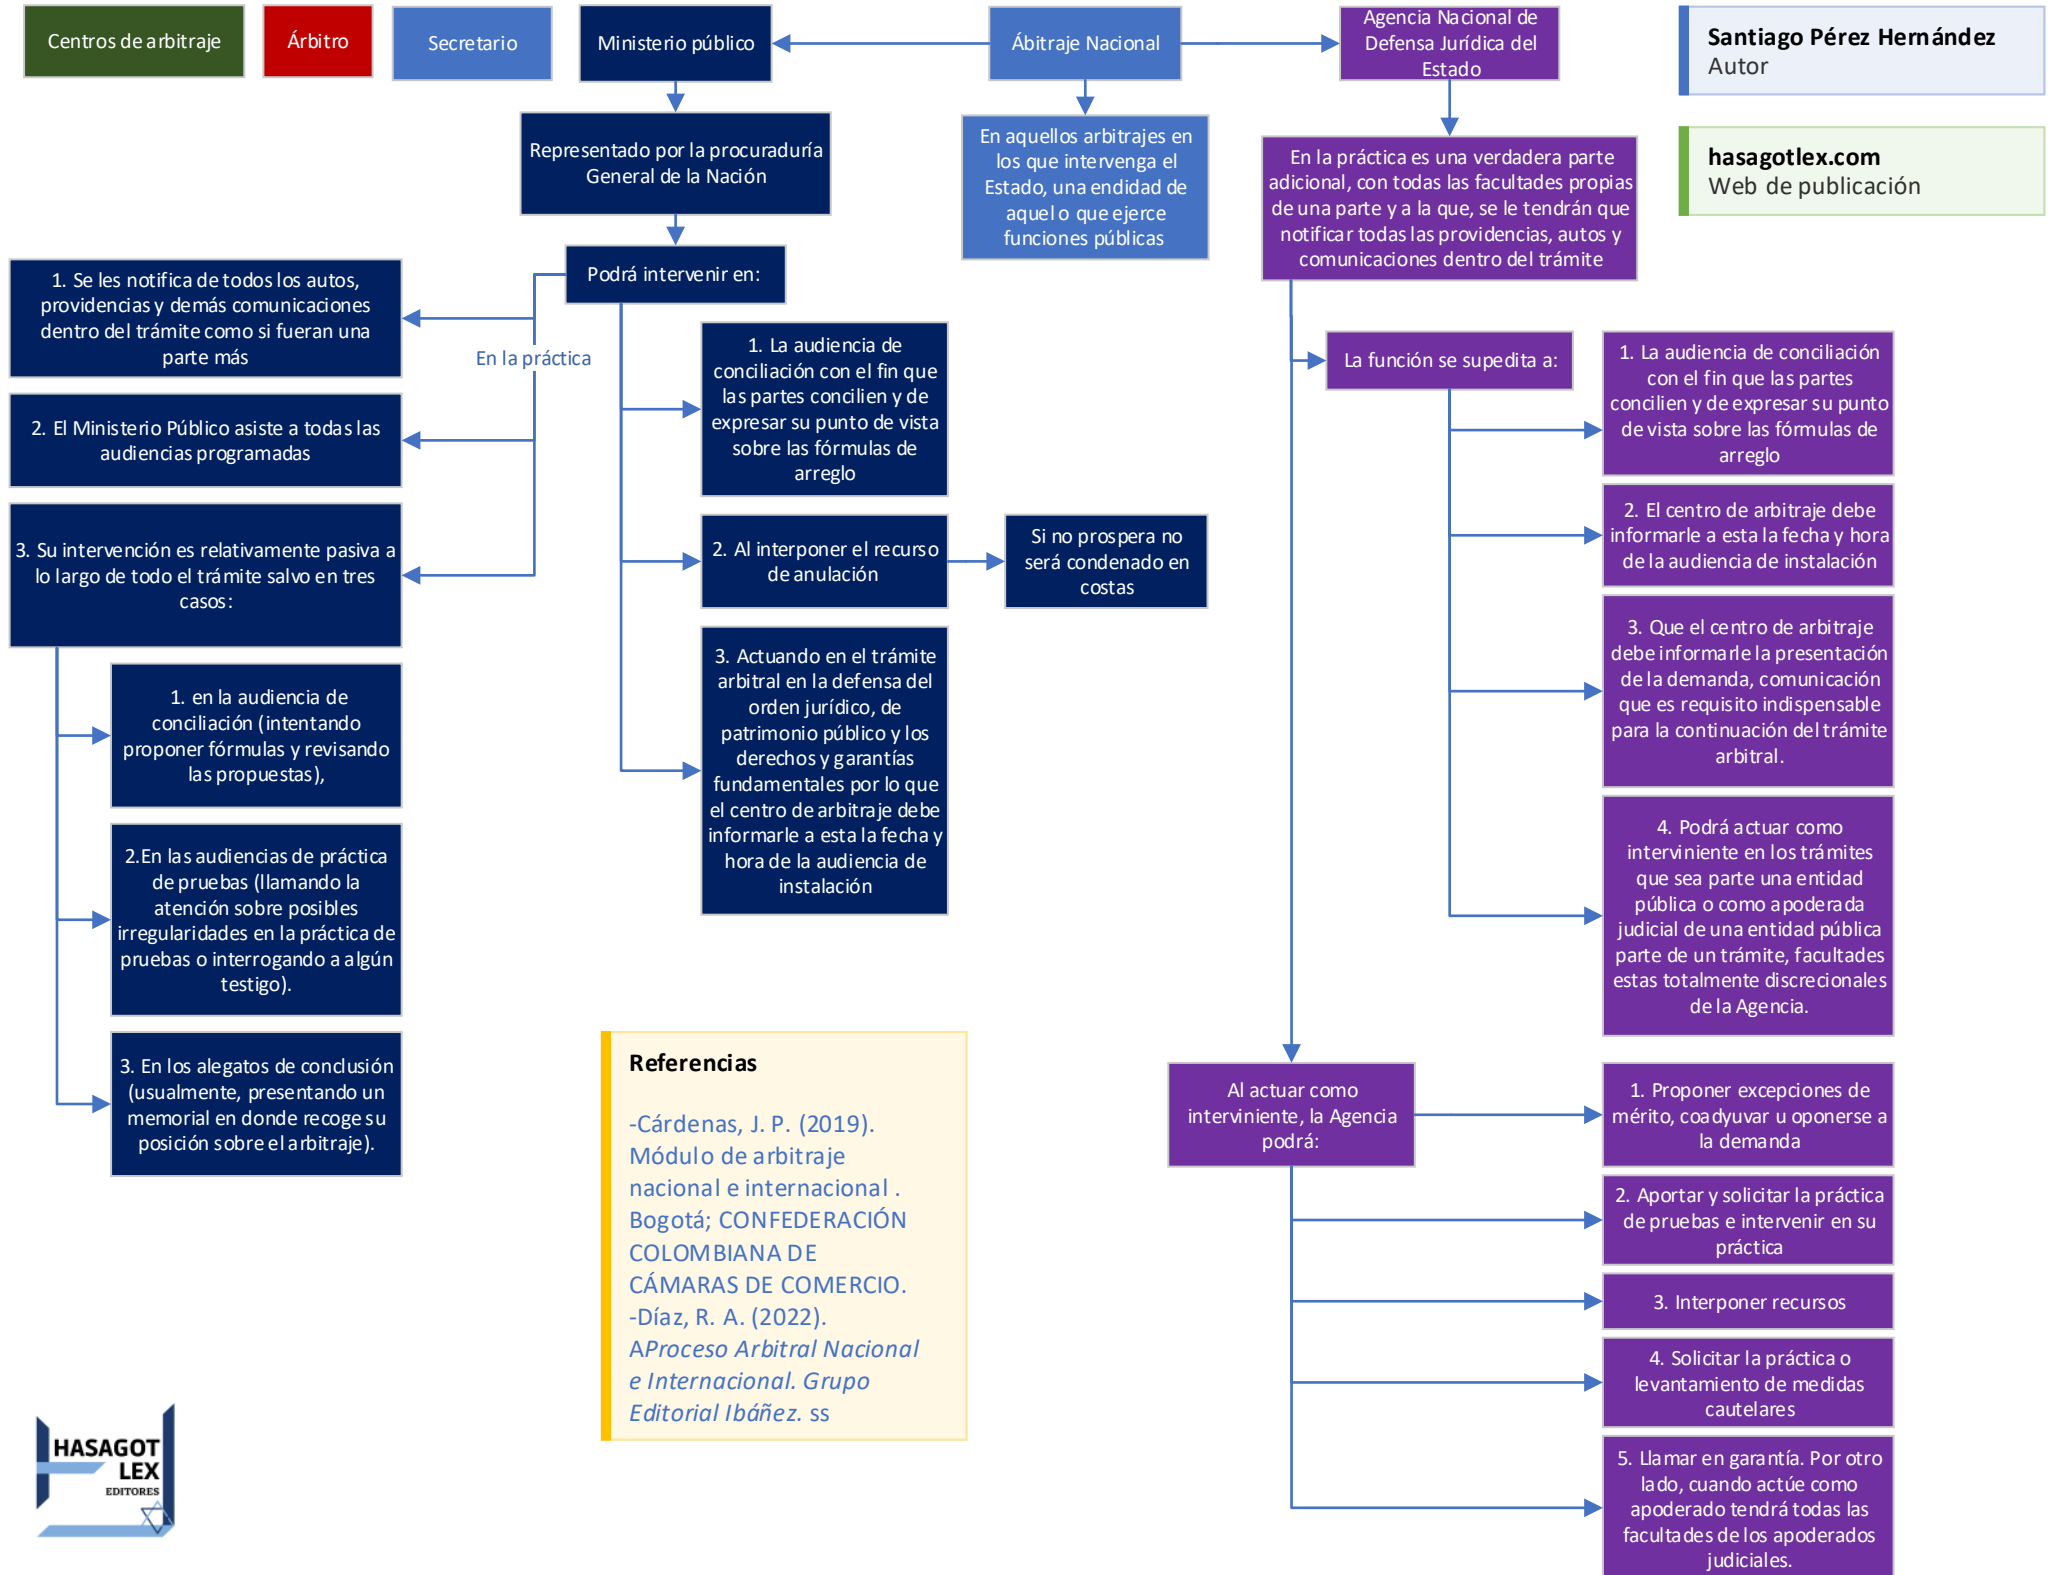 Centros de arbitraje
Árbitro
Secretario
Ministerio público
Ábitraje Nacional
Agencia Nacional de
Defensa Jurídica del
Estado
Santiago Pérez Hernández
Autor
hasagotlex.com
Web de publicación
Representado por la procuraduría
General de la Nación
En aquellos arbitrajes en
los que intervenga el
Estado, una endidad de
aquel o que ejerce
funciones públicas
En la práctica es una verdadera parte
adicional, con todas las facultades propias
de una parte y a la que, se le tendrán que
notificar todas las providencias, autos y
comunicaciones dentro del trámite
Podrá intervenir en:
En la práctica
1. Se les notifica de todos los autos,
providencias y demás comunicaciones
dentro del trámite como si fueran una
parte más
2. El Ministerio Público asiste a todas las
audiencias programadas
3. Su intervención es relativamente pasiva a
lo largo de todo el trámite salvo en tres
casos:
1. en la audiencia de
conciliación (intentando
proponer fórmulas y revisando
las propuestas),
2.En las audiencias de práctica
de pruebas (llamando la
atención sobre posibles
irregularidades en la práctica de
pruebas o interrogando a algún
testigo).
3. En los alegatos de conclusión
(usualmente, presentando un
memorial en donde recoge su
posición sobre el arbitraje).
1. La audiencia de
conciliación con el fin que
las partes concilien y de
expresar su punto de vista
sobre las fórmulas de
arreglo
2. Al interponer el recurso
de anulación
Si no prospera no
será condenado en
costas
3. Actuando en el trámite
arbitral en la defensa del
orden jurídico, de
patrimonio público y los
derechos y garantías
fundamentales por lo que
el centro de arbitraje debe
informarle a esta la fecha y
hora de la audiencia de
instalación
La función se supedita a:
1. La audiencia de conciliación
con el fin que las partes
concilien y de expresar su punto
de vista sobre las fórmulas de
arreglo
2. El centro de arbitraje debe
informarle a esta la fecha y hora
de la audiencia de instalación
3. Que el centro de arbitraje
debe informarle la presentación
de la demanda, comunicación
que es requisito indispensable
para la continuación del trámite
arbitral.
4. Podrá actuar como
interviniente en los trámites
que sea parte una entidad
pública o como apoderada
judicial de una entidad pública
parte de un trámite, facultades
estas totalmente discrecionales
de la Agencia.
Al actuar como
interviniente, la Agencia
podrá:
1. Proponer excepciones de
mérito, coadyuvar u oponerse a
la demanda
2. Aportar y solicitar la práctica
de pruebas e intervenir en su
práctica
3. Interponer recursos
4. Solicitar la práctica o
levantamiento de medidas
cautelares
5. Llamar en garantía. Por otro
lado, cuando actúe como
apoderado tendrá todas las
facultades de los apoderados
judiciales.
Referencias
-Cárdenas, J. P. (2019).
Módulo de arbitraje
nacional e internacional .
Bogotá; CONFEDERACIÓN
COLOMBIANA DE
CÁMARAS DE COMERCIO.
-Díaz, R. A. (2022).
AProceso Arbitral Nacional
e Internacional. Grupo
Editorial Ibáñez. ss
HASAGOT
LEX
EDITORES